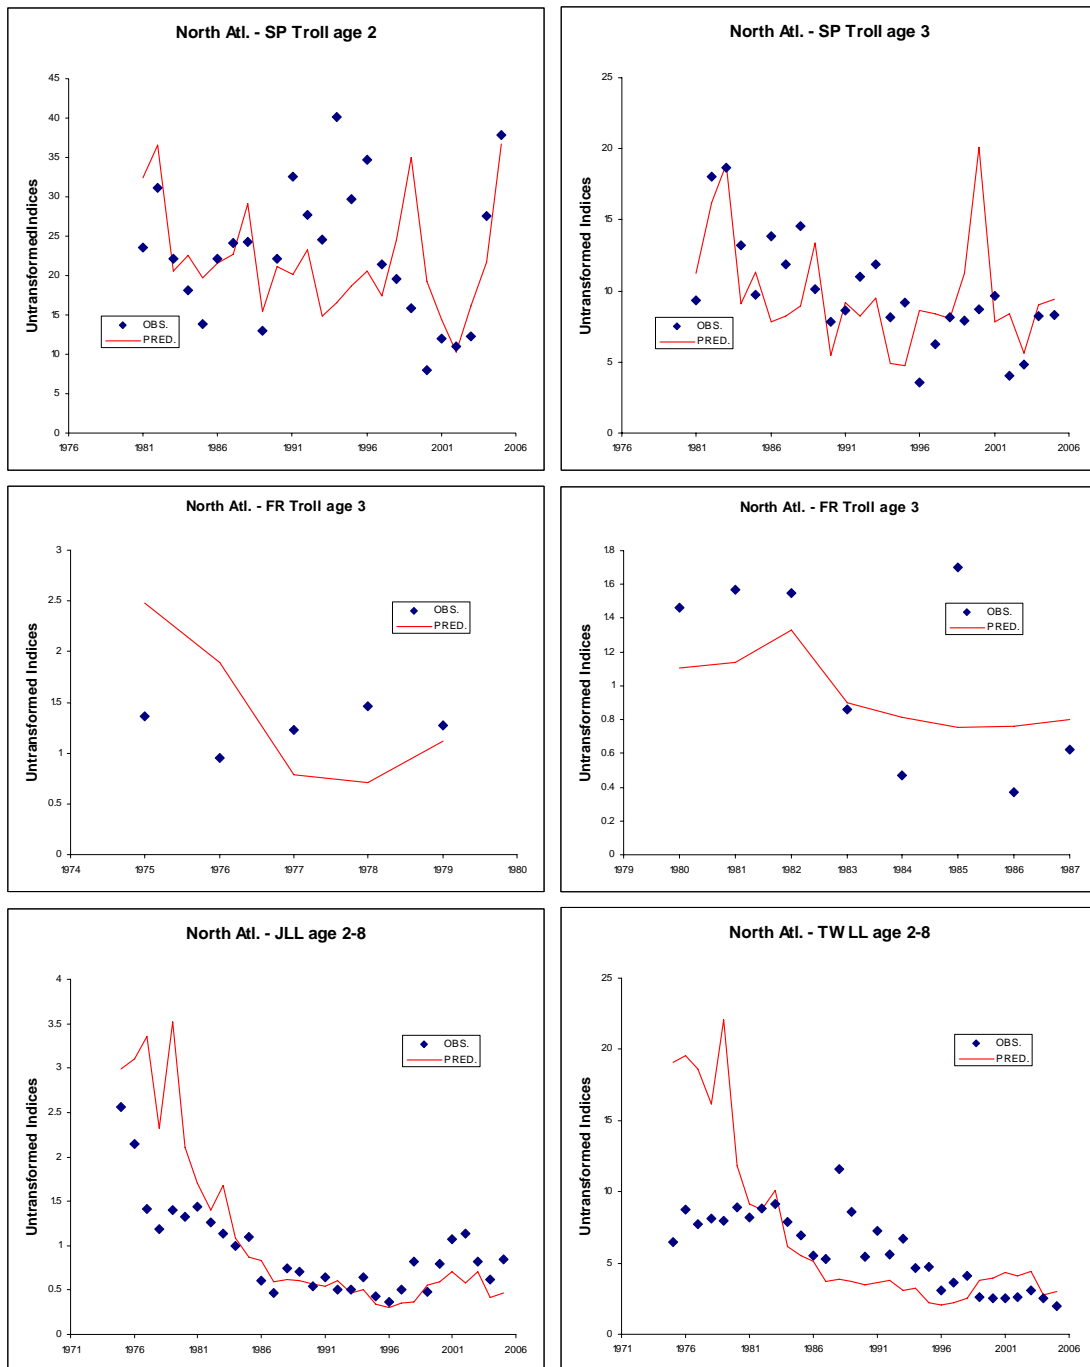 North Atl. - SP Troll age 2
Untransformed Indices
45
40
35
30
25
20
15
10
5
0
OBS.
PRED.
1976 1981 1986 1991 1996 2001 2006
North Atl. - SP Troll age 3
Untransformed Indices
25
20
15
10
5
0
OBS.
PRED.
1976 1981 1986 1991 1996 2001 2006
North Atl. - FR Troll age 3
Untransformed Indices
3
2.5
2
1.5
1
0.5
0
OBS.
PRED.
1974 1975 1976 1977 1978 1979 1980
North Atl. - FR Troll age 3
Untransformed Indices
1.8
1.6
1.4
1.2
1
0.8
0.6
0.4
0.2
0
OBS.
PRED.
1979 1980 1981 1982 1983 1984 1985 1986 1987
North Atl. - JLL age 2-8
Untransformed Indices
4
3.5
3
2.5
2
1.5
1
0.5
0
OBS.
PRED.
1971 1976 1981 1986 1991 1996 2001 2006
North Atl. - TW LL age 2-8
Untransformed Indices
25
20
15
10
5
0
OBS.
PRED.
1971 1976 1981 1986 1991 1996 2001 2006